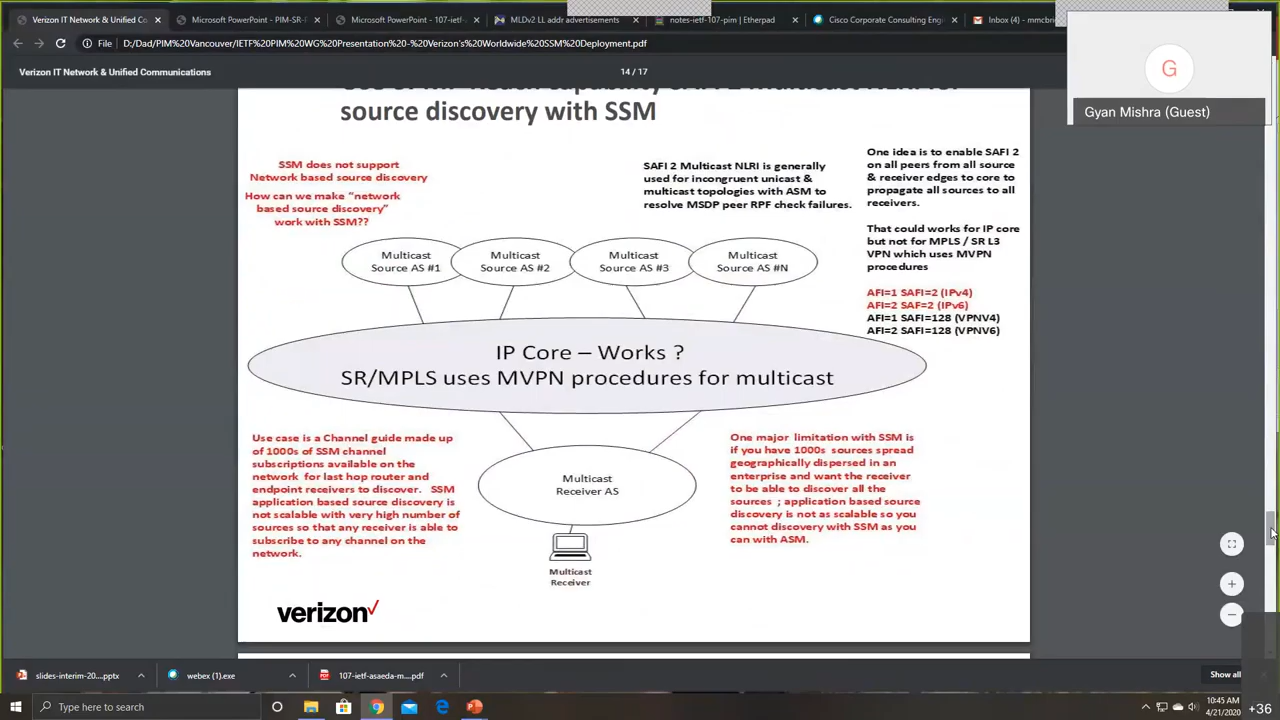 Verizon IT Network & Unified Communications
Microsoft PowerPoint - PIM-SR-
Microsoft PowerPoint - 107-ietf-
MLDv2 LL addr advertisements
notes-ietf-107-pim | Etherpad
Cisco Corporate Consulting Eng
Inbox (4) - mmcbri
File
D:/Dad/PIM%20Vancouver/IETF%20PIM%20WG%20Presentation%20-%20Verizon's%20Worldwide%20SSM%20Deployment.pdf
Verizon IT Network & Unified Communications
14 / 17
G
Gyan Mishra (Guest)
source discovery with SSM
SSM does not support
Network based source discovery
How can we make “network
based source discovery”
work with SSM??
SAFI 2 Multicast NLRI is generally
used for incongruent unicast &
multicast topologies with ASM to
resolve MSDP peer RPF check failures.
One idea is to enable SAFI 2
on all peers from all source
& receiver edges to core to
propagate all sources to all
receivers.
That could works for IP core
but not for MPLS / SR L3
VPN which uses MVPN
procedures
AFI=1 SAFI=2 (IPv4)
AFI=2 SAF=2 (IPv6)
AFI=1 SAFI=128 (VPNV4)
AFI=2 SAFI=128 (VPNV6)
Multicast
Source AS #1
Multicast
Source AS #2
Multicast
Source AS #3
Multicast
Source AS #N
IP Core – Works ?
SR/MPLS uses MVPN procedures for multicast
Use case is a Channel guide made up
of 1000s of SSM channel
subscriptions available on the
network for last hop router and
endpoint receivers to discover. SSM
application based source discovery is
not scalable with very high number of
sources so that any receiver is able to
subscribe to any channel on the
network.
Multicast
Receiver AS
Multicast
Receiver
One major limitation with SSM is
if you have 1000s sources spread
geographically dispersed in an
enterprise and want the receiver
to be able to discover all the
sources ; application based source
discovery is not as scalable so you
cannot discovery with SSM as you
can with ASM.
verizon
slides-interim-20....pptx
webex (1).exe
107-ietf-asaeda-m....pdf
Show all
Type here to search
10:45 AM
4/21/2020
+36